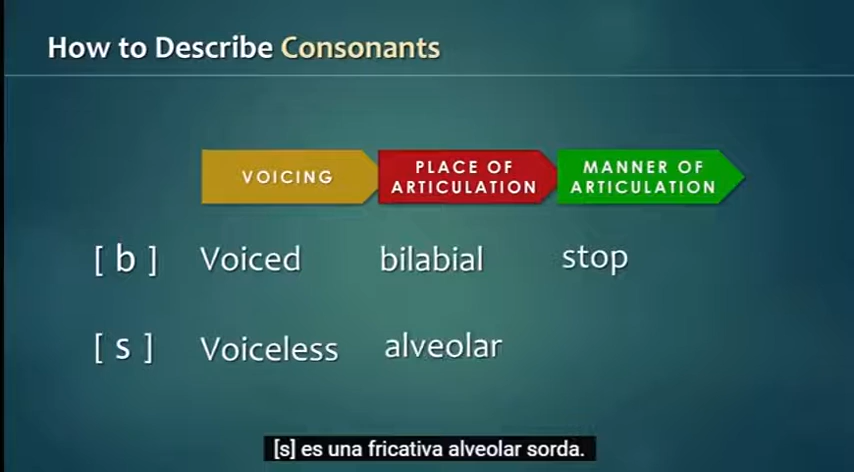 How to Describe Consonants
VOICING
PLACE OF
ARTICULATION
MANNER OF
ARTICULATION
[ b ] Voiced bilabial stop
[ s ] Voiceless alveolar
[s] es una fricativa alveolar sorda.